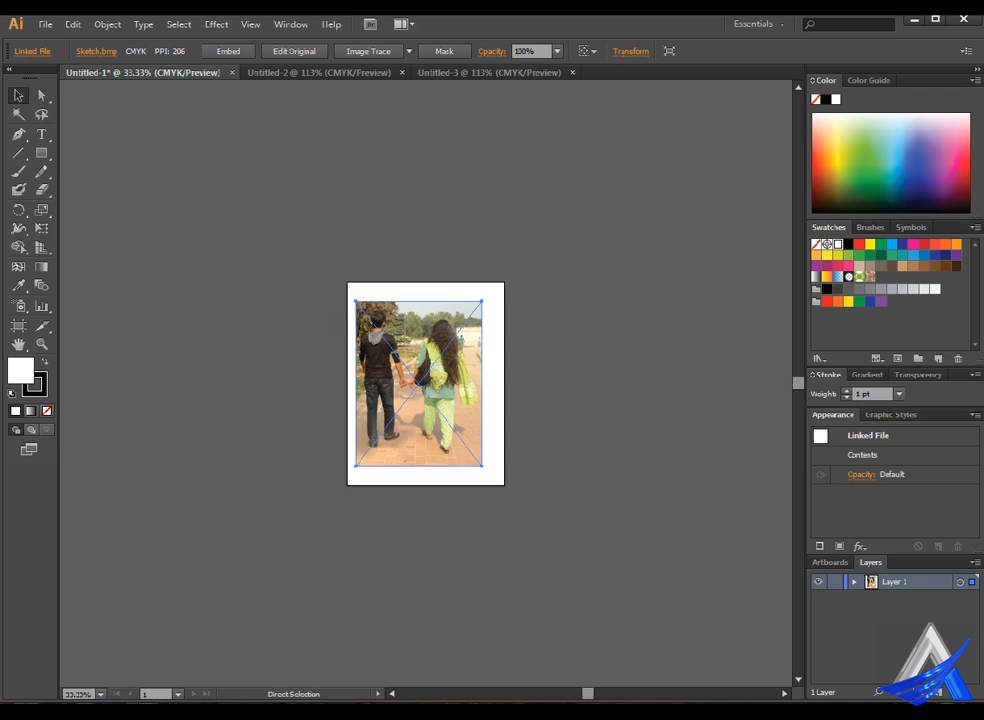 Ai File Edit Object Type Select Effect View Window Help Br Essentials
Linked File Sketch.bmp CMYK PPI: 206 Embed Edit Original Image Trace Mask Opacity: 100% Transform
Untitled-1* @ 33.33% (CMYK/Preview) × Untitled-2 @ 113% (CMYK/Preview) × Untitled-3 @ 113% (CMYK/Preview) ×
Color Color Guide
Swatches Brushes Symbols
Stroke Gradient Transparency
Weight: 1 pt
Appearance Graphic Styles
Linked File
Contents
Opacity: Default
fx.
Artboards Layers
Layer 1
33.33% 1 Direct Selection
1 Layer